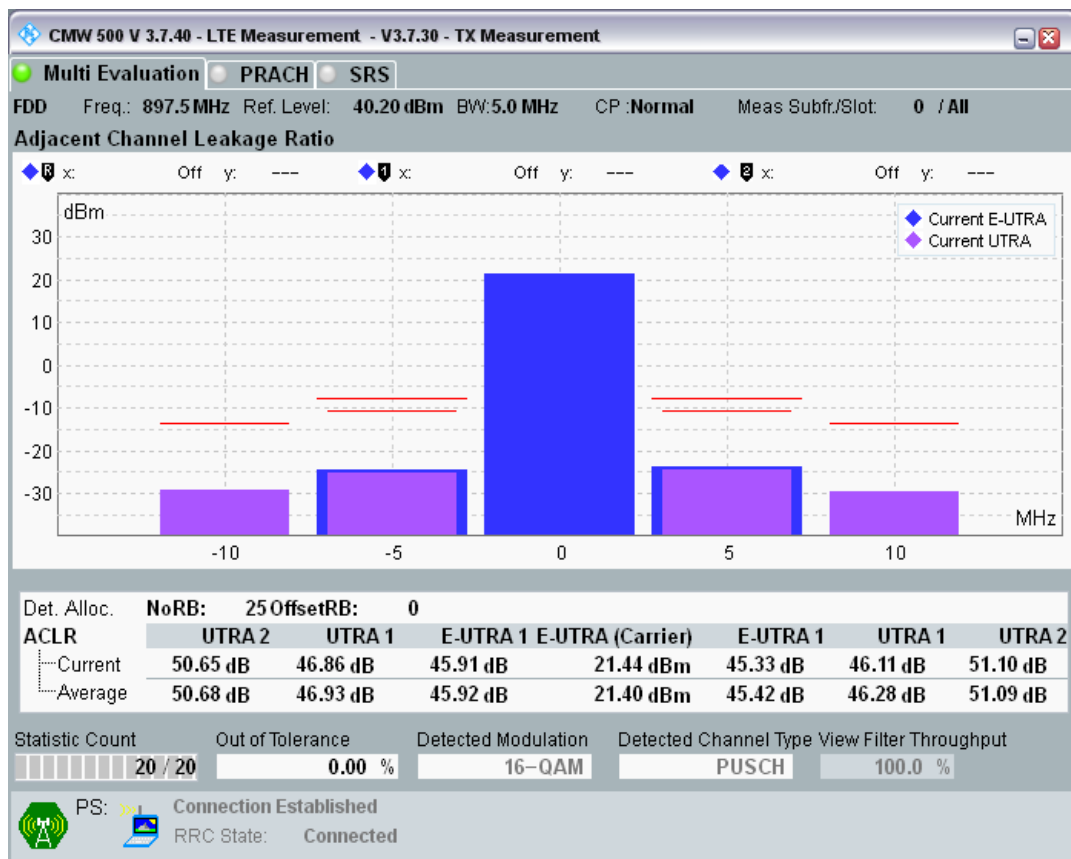 CMW 500 V 3.7.40 - LTE Measurement - V3.7.30 - TX Measurement
Multi Evaluation PRACH SRS
FDD Freq.: 897.5 MHz Ref. Level: 40.20 dBm BW:5.0 MHz CP :Normal Meas Subfr./Slot: 0 / All
Adjacent Channel Leakage Ratio
R x: Off y: --- 1 x: Off y: --- 2 x: Off y: ---
dBm
Current E-UTRA
Current UTRA
30
20
10
0
-10
-20
-30
MHz
-10 -5 0 5 10
Det. Alloc. NoRB: 25 OffsetRB: 0
ACLR UTRA 2 UTRA 1 E-UTRA 1 E-UTRA (Carrier) E-UTRA 1 UTRA 1 UTRA 2
Current 50.65 dB 46.86 dB 45.91 dB 21.44 dBm 45.33 dB 46.11 dB 51.10 dB
Average 50.68 dB 46.93 dB 45.92 dB 21.40 dBm 45.42 dB 46.28 dB 51.09 dB
Statistic Count Out of Tolerance Detected Modulation Detected Channel Type View Filter Throughput
20 / 20 0.00 % 16-QAM PUSCH 100.0 %
PS: Connection Established
RRC State: Connected